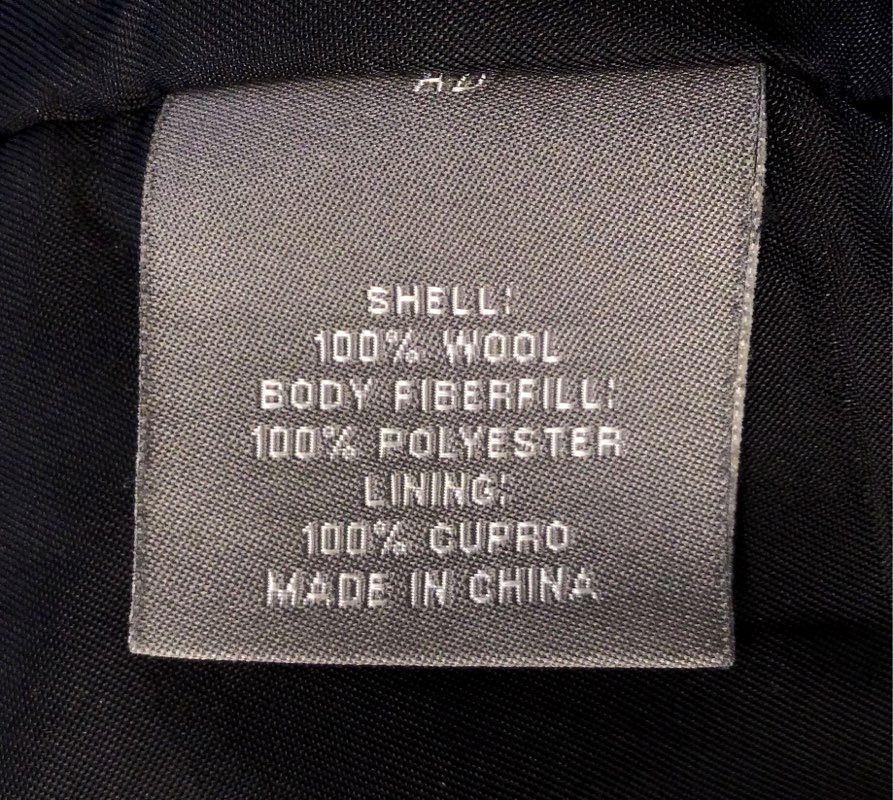 SHELL:
100% WOOL
BODY FIBERFILL:
100% POLYESTER
LINING:
100% CUPRO
MADE IN CHINA